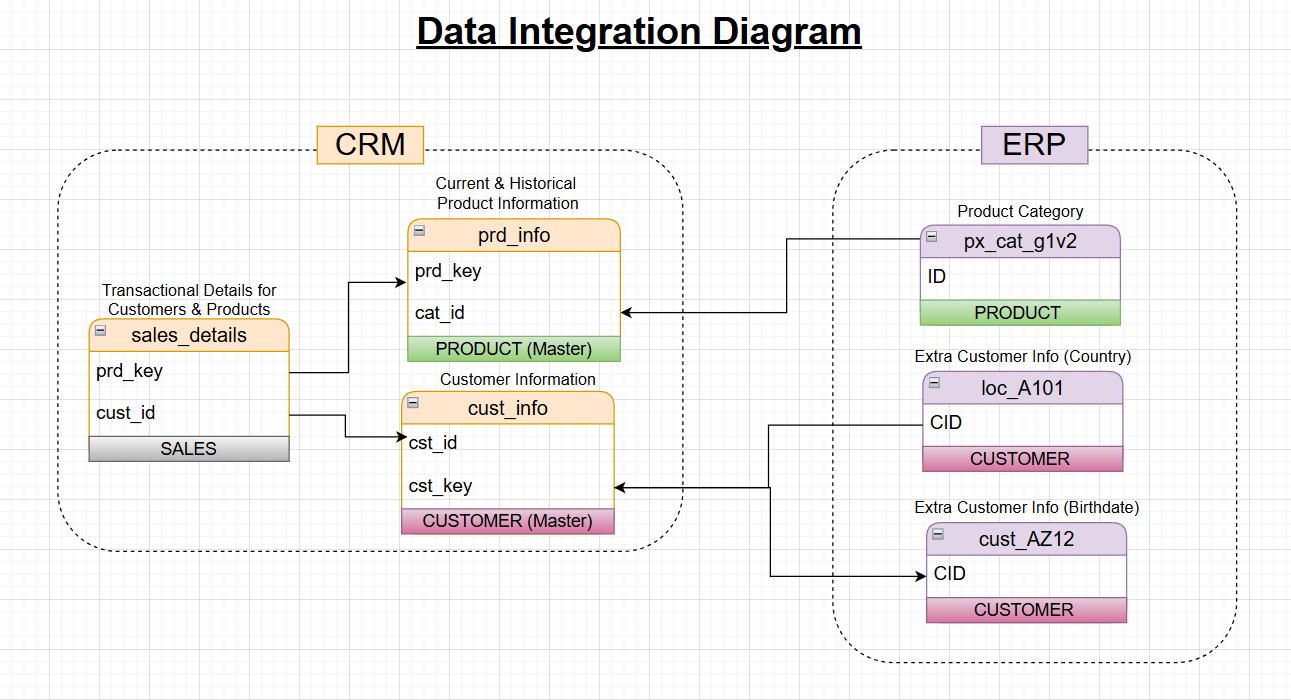 Data Integration Diagram
CRM
Current & Historical
Product Information
prd_info
prd_key
cat_id
PRODUCT (Master)
Transactional Details for
Customers & Products
sales_details
prd_key
cust_id
SALES
Customer Information
cust_info
cst_id
cst_key
CUSTOMER (Master)
ERP
Product Category
px_cat_g1v2
ID
PRODUCT
Extra Customer Info (Country)
loc_A101
CID
CUSTOMER
Extra Customer Info (Birthdate)
cust_AZ12
CID
CUSTOMER